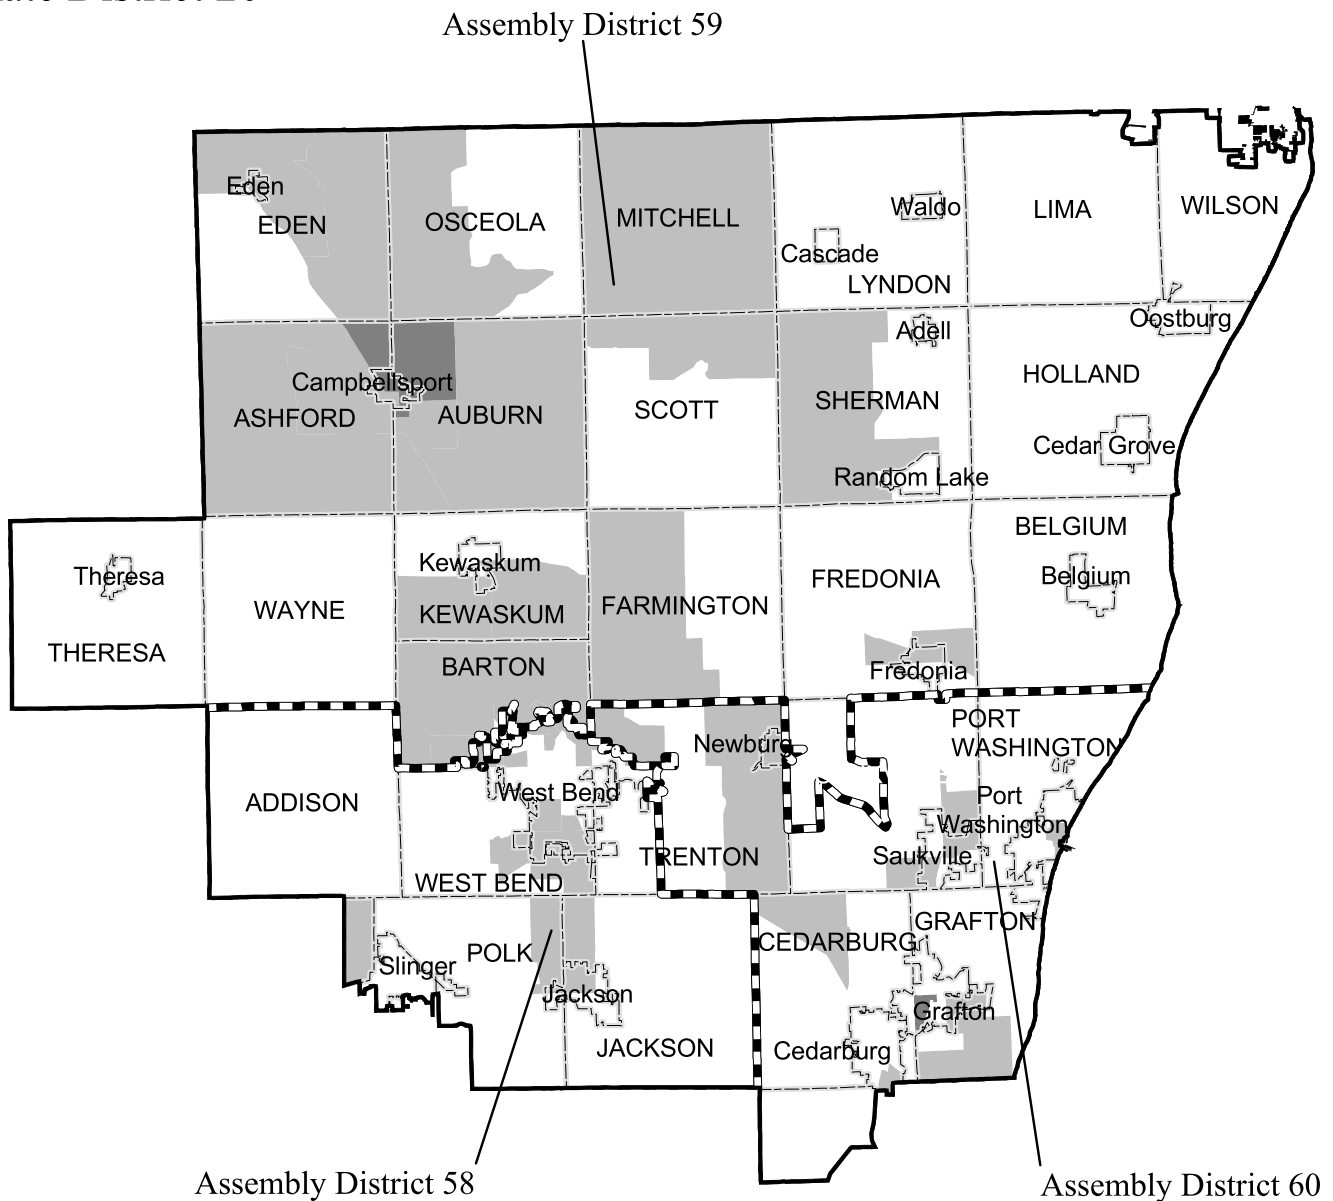 Assembly District 59
Eden
EDEN
OSCEOLA
MITCHELL
Waldo
LIMA
WILSON
Cascade
LYNDON
Oostburg
Adell
Campbellsport
ASHFORD
AUBURN
SCOTT
SHERMAN
HOLLAND
Cedar Grove
Random Lake
BELGIUM
Theresa
Kewaskum
FREDONIA
Belgium
WAYNE
KEWASKUM
FARMINGTON
THERESA
BARTON
Fredonia
PORT
WASHINGTON
Newburg
ADDISON
West Bend
Port
Washington
TRENTON
Saukville
WEST BEND
GRAFTON
POLK
CEDARBURG
Slinger
Jackson
Grafton
JACKSON
Cedarburg
Assembly District 58
Assembly District 60